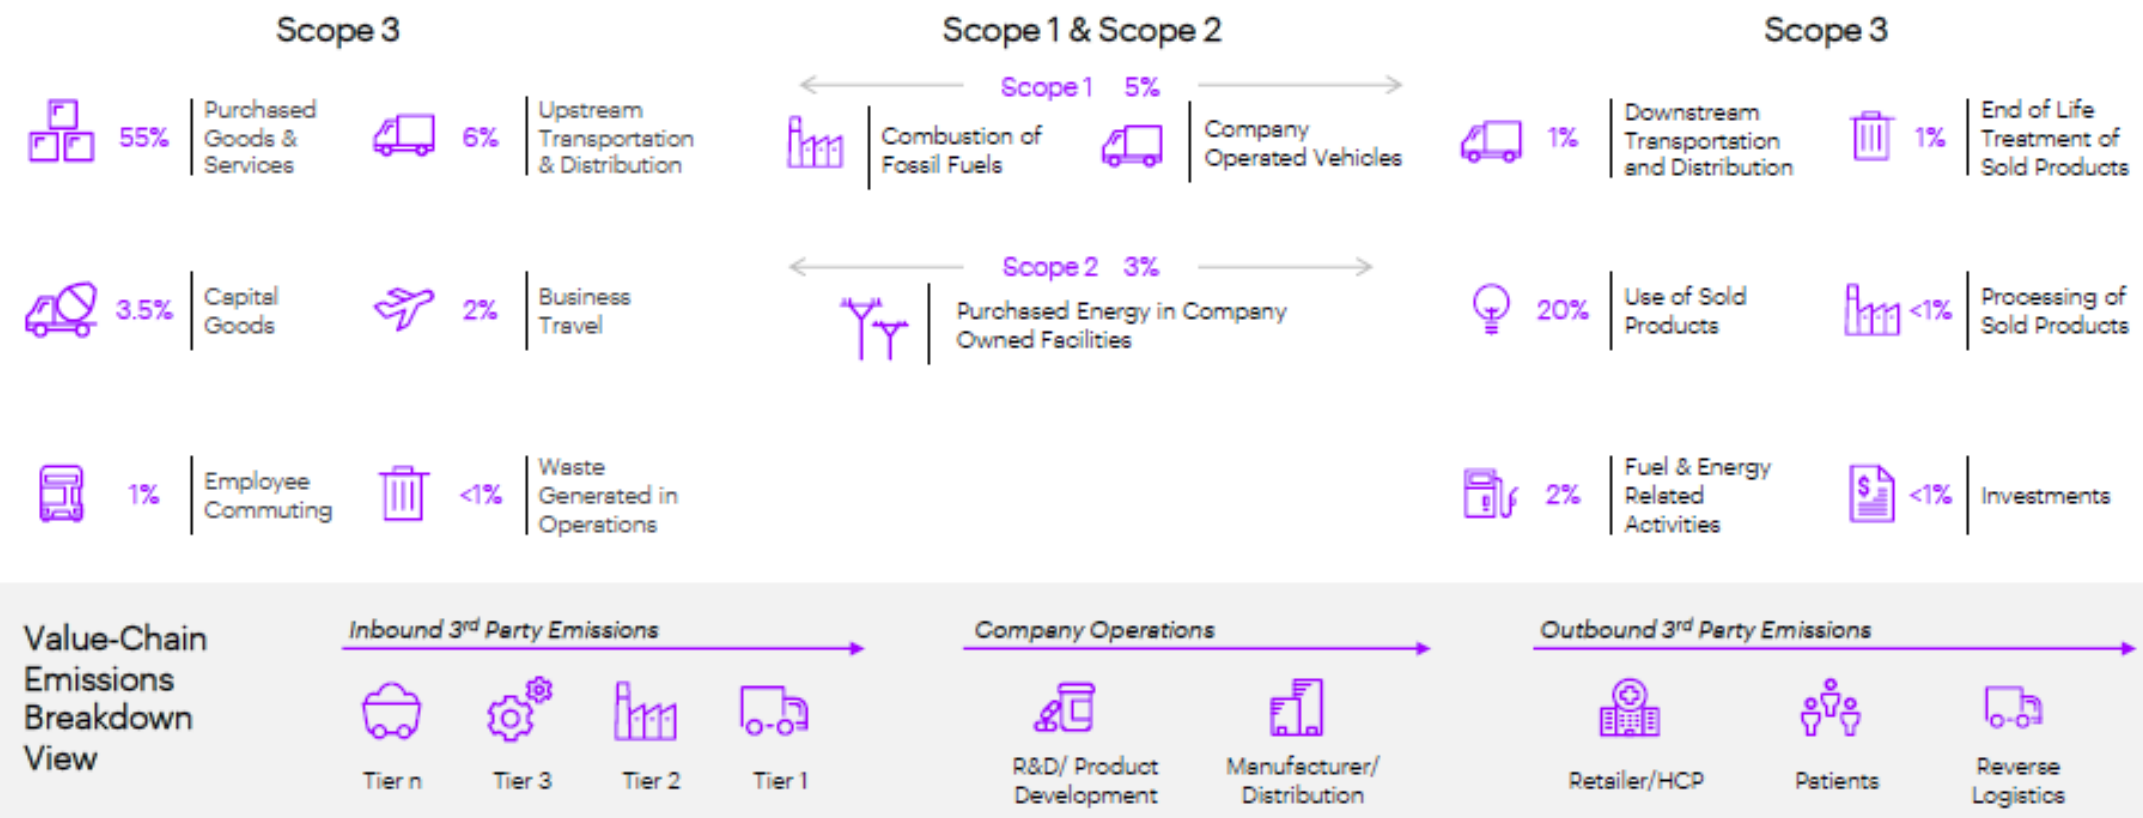 Scope 3
55%
Purchased
Goods &
Services
6%
Upstream
Transportation
& Distribution
3.5%
Capital
Goods
2%
Business
Travel
1%
Employee
Commuting
<1%
Waste
Generated in
Operations
Scope 1 & Scope 2
Scope 1 5%
Combustion of
Fossil Fuels
Company
Operated Vehicles
Scope 2 3%
Purchased Energy in Company
Owned Facilities
Scope 3
1%
Downstream
Transportation
and Distribution
1%
End of Life
Treatment of
Sold Products
20%
Use of Sold
Products
<1%
Processing of
Sold Products
2%
Fuel & Energy
Related
Activities
$
<1%
Investments
Value-Chain
Emissions
Breakdown
View
Inbound 3rd Party Emissions
Tier n
Tier 3
Tier 2
Tier 1
Company Operations
R&D/ Product
Development
Manufacturer/
Distribution
Outbound 3rd Party Emissions
Retailer/HCP
Patients
Reverse
Logistics